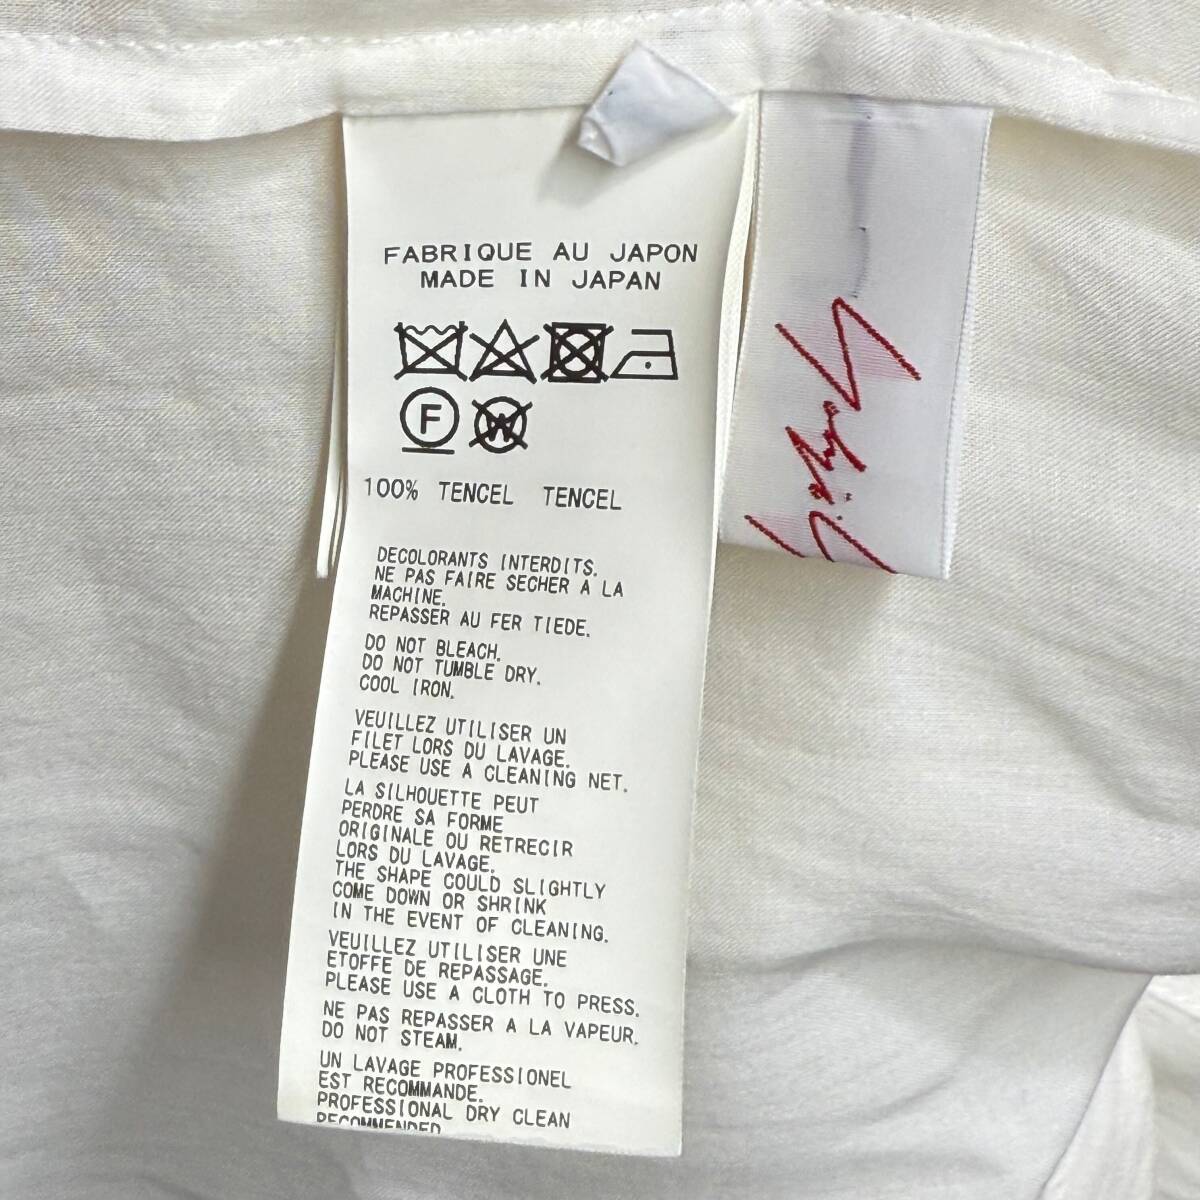 FABRIQUE AU JAPON
MADE IN JAPAN
F W
100% TENCEL TENCEL
DECOLORANTS INTERDITS.
NE PAS FAIRE SECHER A LA
MACHINE.
REPASSER AU FER TIEDE.
DO NOT BLEACH.
DO NOT TUMBLE DRY.
COOL IRON.
VEUILLEZ UTILISER UN
FILET LORS DU LAVAGE.
PLEASE USE A CLEANING NET.
LA SILHOUETTE PEUT
PERDRE SA FORME
ORIGINALE OU RETRECIR
LORS DU LAVAGE.
THE SHAPE COULD SLIGHTLY
COME DOWN OR SHRINK
IN THE EVENT OF CLEANING.
VEUILLEZ UTILISER UNE
ETOFFE DE REPASSAGE.
PLEASE USE A CLOTH TO PRESS.
NE PAS REPASSER A LA VAPEUR.
DO NOT STEAM.
UN LAVAGE PROFESSIONEL
EST RECOMMANDE.
PROFESSIONAL DRY CLEAN
RECOMMENDED